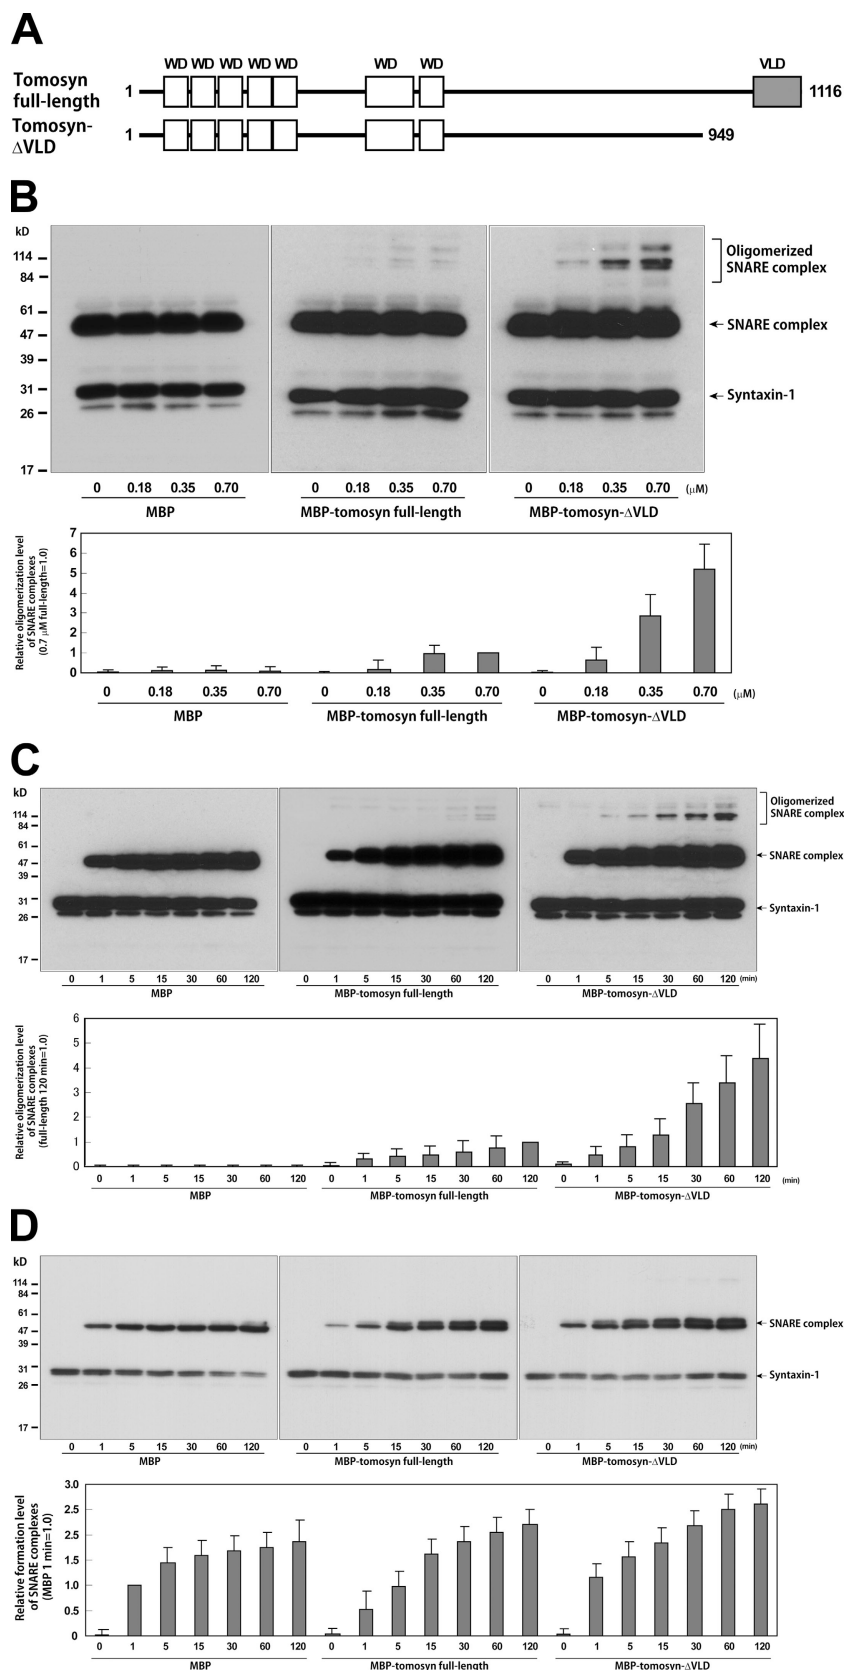 A
WD WD WD WD WD WD WD VLD
Tomosyn
full-length
1
1116
Tomosyn-
ΔVLD
1
949
B
kD
114
84
61
47
39
31
26
17
Oligomerized
SNARE complex
SNARE complex
Syntaxin-1
0 0.18 0.35 0.70 0 0.18 0.35 0.70 0 0.18 0.35 0.70 (μM)
MBP MBP-tomosyn full-length MBP-tomosyn-ΔVLD
Relative oligomerization level
of SNARE complexes
(0.7 μM full-length=1.0)
7
6
5
4
3
2
1
0
0 0.18 0.35 0.70 0 0.18 0.35 0.70 0 0.18 0.35 0.70 (μM)
MBP MBP-tomosyn full-length MBP-tomosyn-ΔVLD
C
kD
114
84
61
47
39
31
26
17
Oligomerized
SNARE complex
SNARE complex
Syntaxin-1
0 1 5 15 30 60 120 0 1 5 15 30 60 120 0 1 5 15 30 60 120 (min)
MBP MBP-tomosyn full-length MBP-tomosyn-ΔVLD
Relative oligomerization level
of SNARE complexes
(full-length 120 min=1.0)
6
5
4
3
2
1
0
0 1 5 15 30 60 120 0 1 5 15 30 60 120 0 1 5 15 30 60 120 (min)
MBP MBP-tomosyn full-length MBP-tomosyn-ΔVLD
D
kD
114
84
61
47
39
31
26
17
SNARE complex
Syntaxin-1
0 1 5 15 30 60 120 0 1 5 15 30 60 120 0 1 5 15 30 60 120 (min)
MBP MBP-tomosyn full-length MBP-tomosyn-ΔVLD
Relative formation level
of SNARE complexes
(MBP 1 min=1.0)
3.0
2.5
2.5
1.5
1.0
0.5
0
0 1 5 15 30 60 120 0 1 5 15 30 60 120 0 1 5 15 30 60 120
MBP MBP-tomosyn full-length MBP-tomosyn-ΔVLD